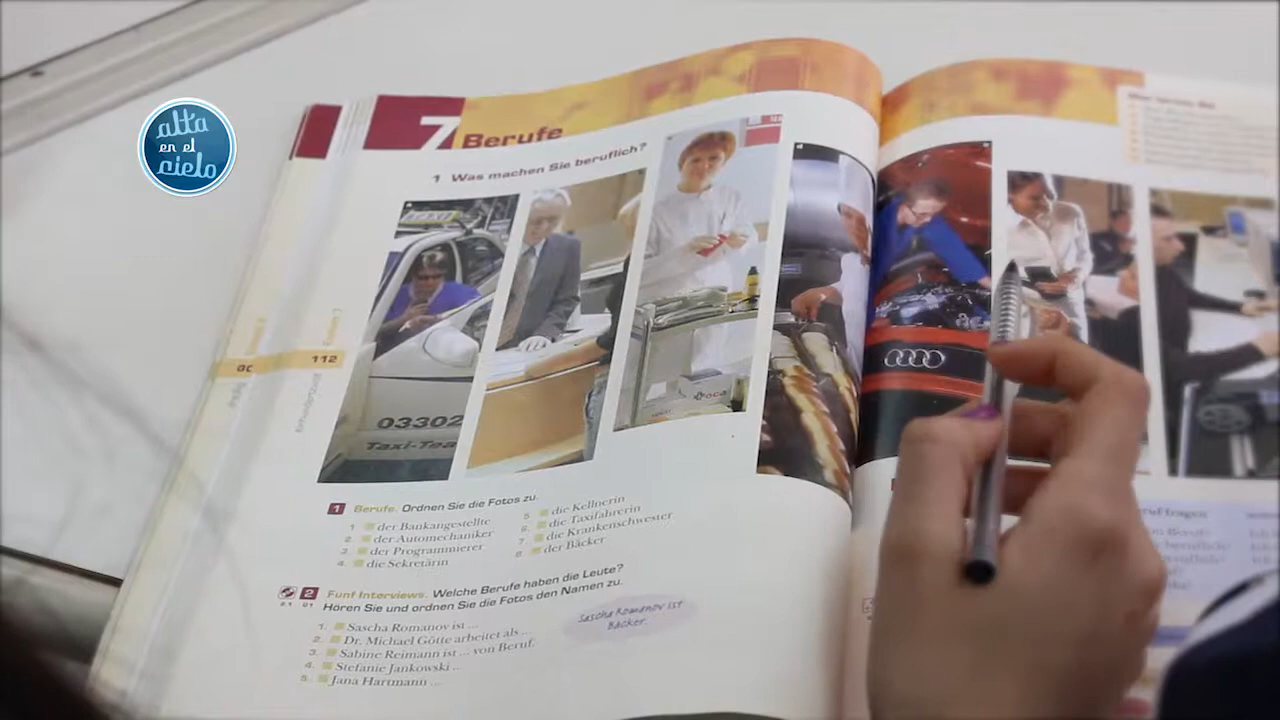 alta
en el
cielo
7 Berufe
1 Was machen Sie beruflich?
03302
Taxi-Tea
112
1 Berufe. Ordnen Sie die Fotos zu.
1 der Bankangestellte
2. der Automechaniker
3. der Programmierer
4. die Sekretärin
5 die Kellnerin
6. die Taxifahrerin
7. die Krankenschwester
8. der Bäcker
2 Fünf Interviews. Welche Berufe haben die Leute?
Hören Sie und ordnen Sie die Fotos den Namen zu.
1. Sascha Romanov ist ...
2. Dr. Michael Götte arbeitet als ...
3. Sabine Reimann ist ... von Beruf.
4. Stefanie Jankowski ...
5. Jana Hartmann ...
Sascha Romanov ist
Bäcker.